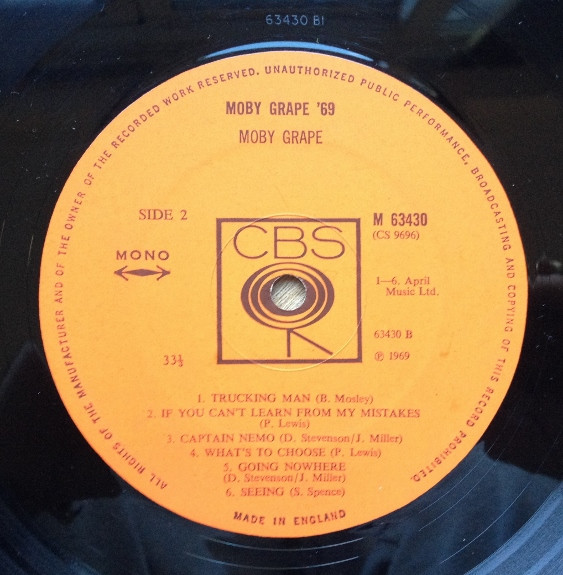 63430 B1
ALL RIGHTS OF THE MANUFACTURER AND OF THE OWNER OF THE RECORDED WORK RESERVED. UNAUTHORIZED PUBLIC PERFORMANCE, BROADCASTING AND COPYING OF THIS RECORD PROHIBITED.
MOBY GRAPE '69
MOBY GRAPE
SIDE 2
M 63430
(CS 9696)
CBS
MONO
1—6. April
Music Ltd.
63430 B
33⅓
℗ 1969
1. TRUCKING MAN (B. Mosley)
2. IF YOU CAN'T LEARN FROM MY MISTAKES
(P. Lewis)
3. CAPTAIN NEMO (D. Stevenson/J. Miller)
4. WHAT'S TO CHOOSE (P. Lewis)
5. GOING NOWHERE
(D. Stevenson/J. Miller)
6. SEEING (S. Spence)
MADE IN ENGLAND